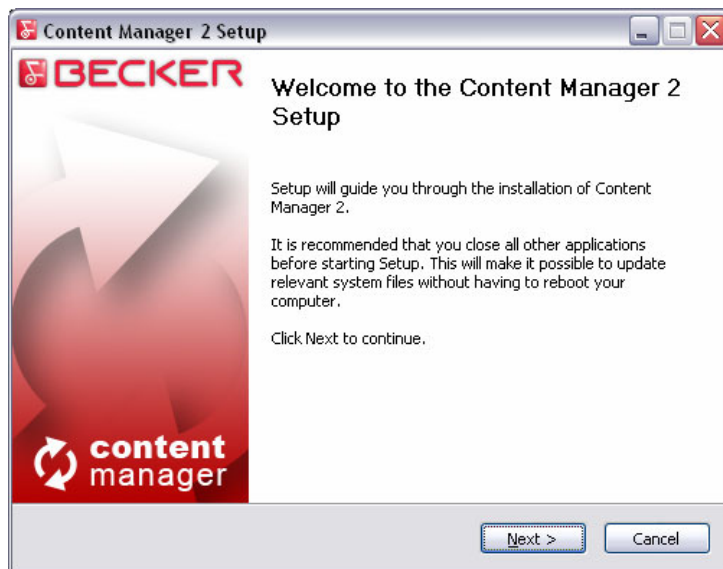 Content Manager 2 Setup
BECKER
Welcome to the Content Manager 2
Setup
Setup will guide you through the installation of Content
Manager 2.
It is recommended that you close all other applications
before starting Setup. This will make it possible to update
relevant system files without having to reboot your
computer.
Click Next to continue.
content
manager
Next >
Cancel